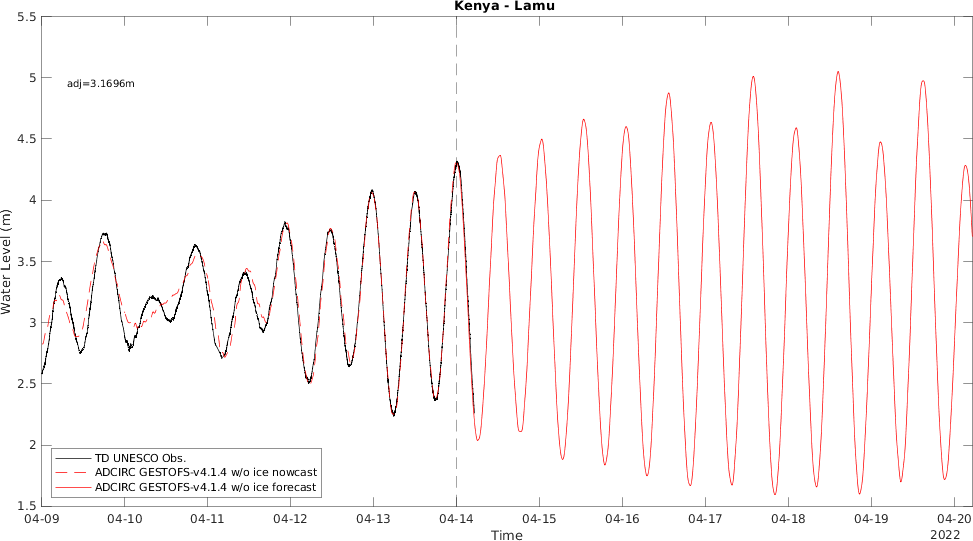 Kenya - Lamu
5.5
5
4.5
4
3.5
3
2.5
2
1.5
Water Level (m)
adj=3.1696m
TD UNESCO Obs.
ADCIRC GESTOFS-v4.1.4 w/o ice nowcast
ADCIRC GESTOFS-v4.1.4 w/o ice forecast
04-09 04-10 04-11 04-12 04-13 04-14 04-15 04-16 04-17 04-18 04-19 04-20
Time
2022